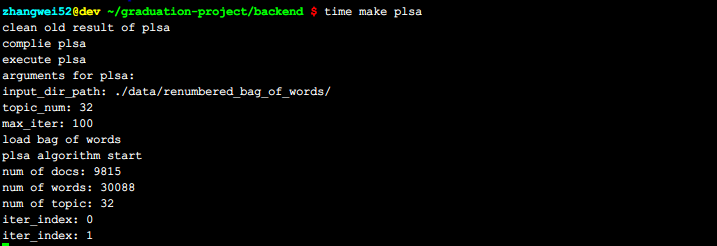 zhangwei52@dev ~/graduation-project/backend $ time make plsa
clean old result of plsa
complie plsa
execute plsa
arguments for plsa:
input_dir_path: ./data/renumbered_bag_of_words/
topic_num: 32
max_iter: 100
load bag of words
plsa algorithm start
num of docs: 9815
num of words: 30088
num of topic: 32
iter_index: 0
iter_index: 1